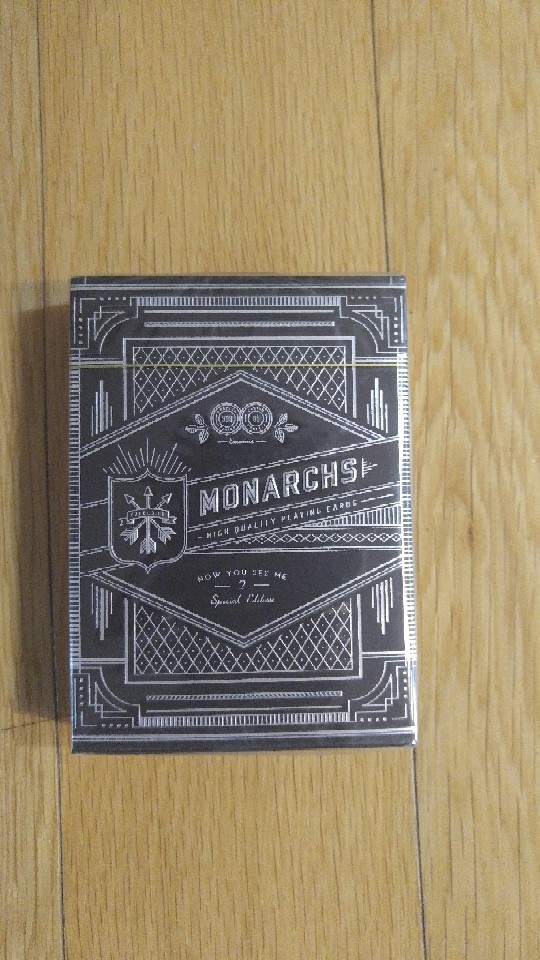 MONARCHS
- HIGH QUALITY PLAYING CARDS -
NOW YOU SEE ME
— 2 —
Special Edition